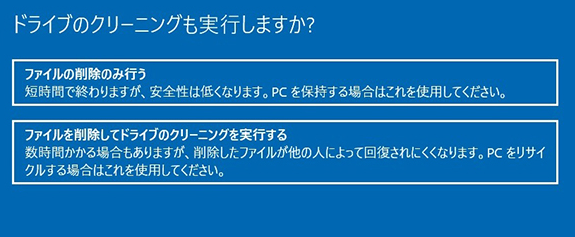 ドライブのクリーニングも実行しますか?
ファイルの削除のみ行う
短時間で終わりますが、安全性は低くなります。PC を保持する場合はこれを使用してください。
ファイルを削除してドライブのクリーニングを実行する
数時間かかる場合もありますが、削除したファイルが他の人によって回復されにくくなります。PC をリサイ
クルする場合はこれを使用してください。